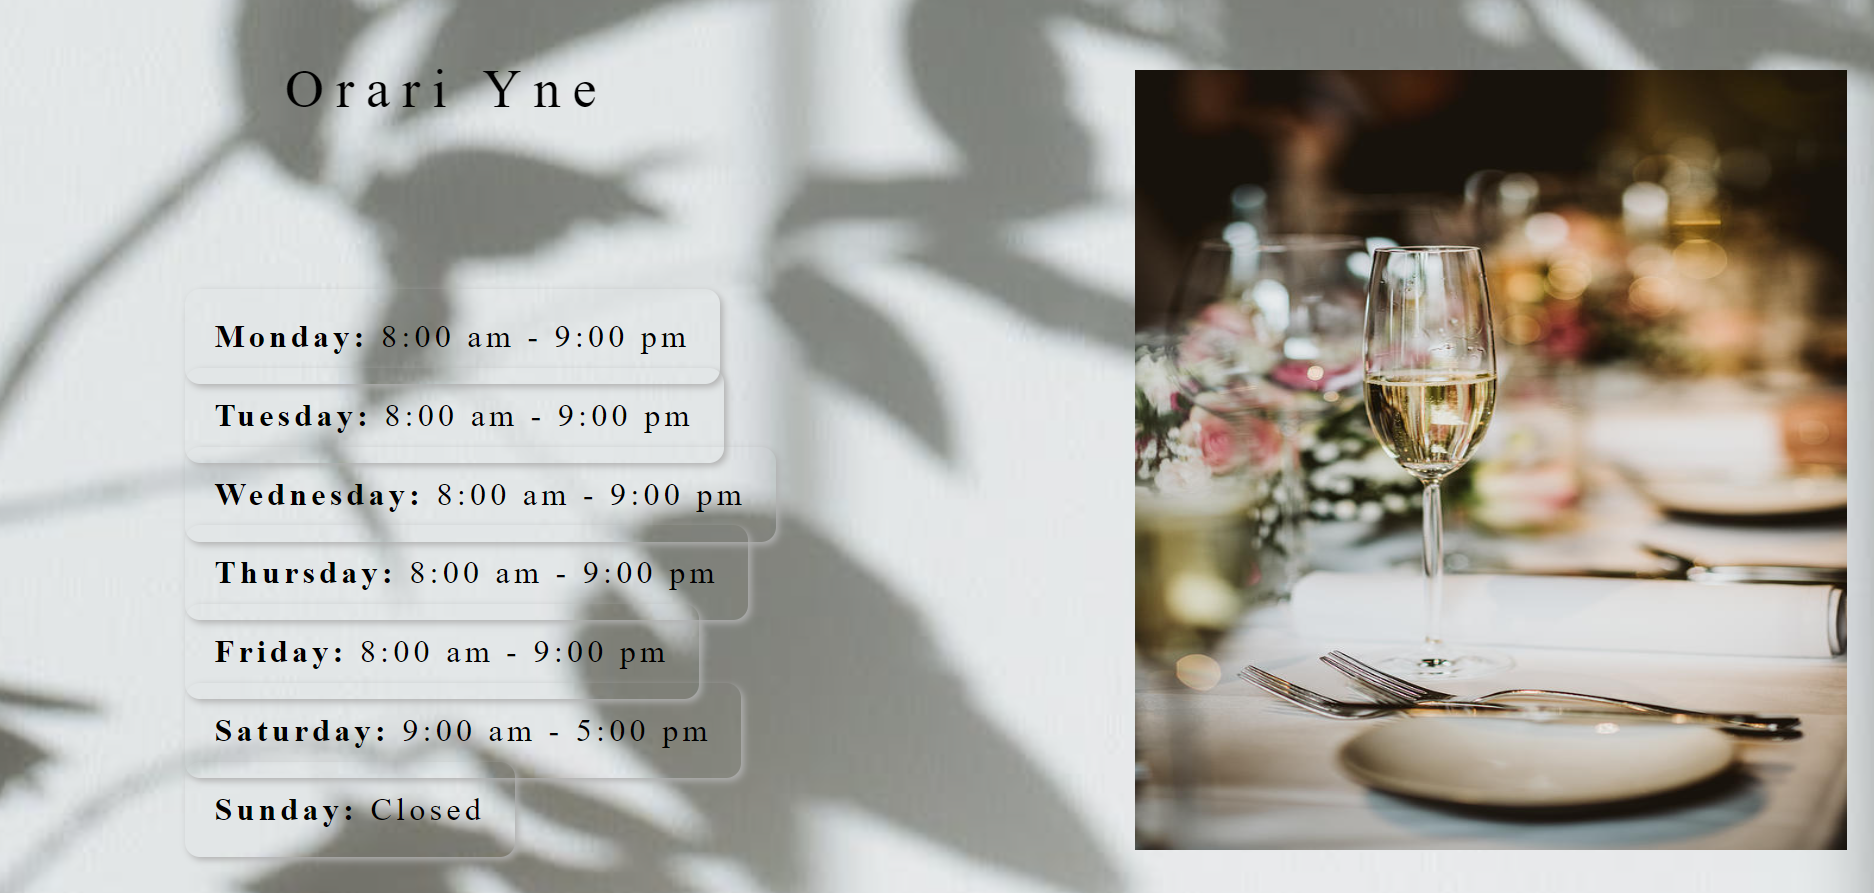 Orari Yne
Monday: 8:00 am - 9:00 pm
Tuesday: 8:00 am - 9:00 pm
Wednesday: 8:00 am - 9:00 pm
Thursday: 8:00 am - 9:00 pm
Friday: 8:00 am - 9:00 pm
Saturday: 9:00 am - 5:00 pm
Sunday: Closed